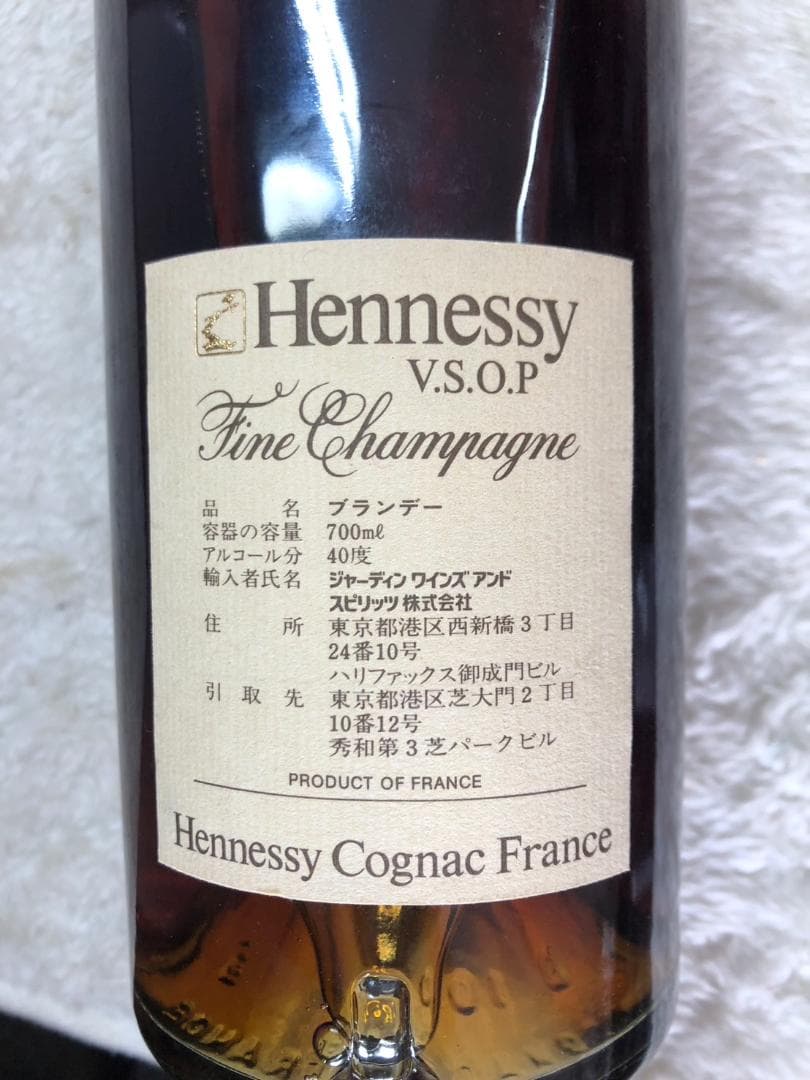 Hennessy
V.S.O.P
Fine Champagne
品名 ブランデー
容器の容量 700mℓ
アルコール分 40度
輸入者氏名 ジャーディン ワインズ アンド
スピリッツ 株式会社
住所 東京都港区西新橋3丁目
24番10号
ハリファックス御成門ビル
引取先 東京都港区芝大門2丁目
10番12号
秀和第3芝パークビル
PRODUCT OF FRANCE
Hennessy Cognac France